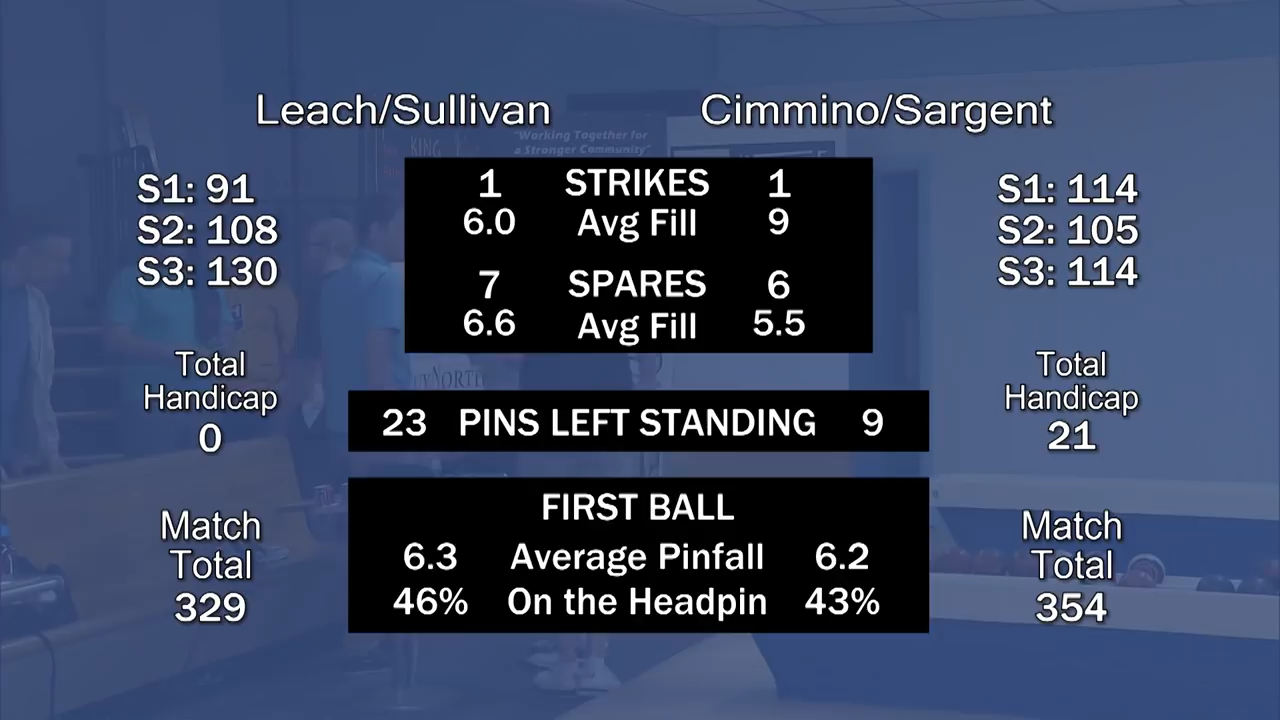 Leach/Sullivan
Cimmino/Sargent
"Working Together for
a Stronger Community"
KING
S1: 91
S2: 108
S3: 130
1 STRIKES 1
6.0 Avg Fill 9
7 SPARES 6
6.6 Avg Fill 5.5
S1: 114
S2: 105
S3: 114
Total
Handicap
0
23 PINS LEFT STANDING 9
Total
Handicap
21
Match
Total
329
FIRST BALL
6.3 Average Pinfall 6.2
46% On the Headpin 43%
Match
Total
354